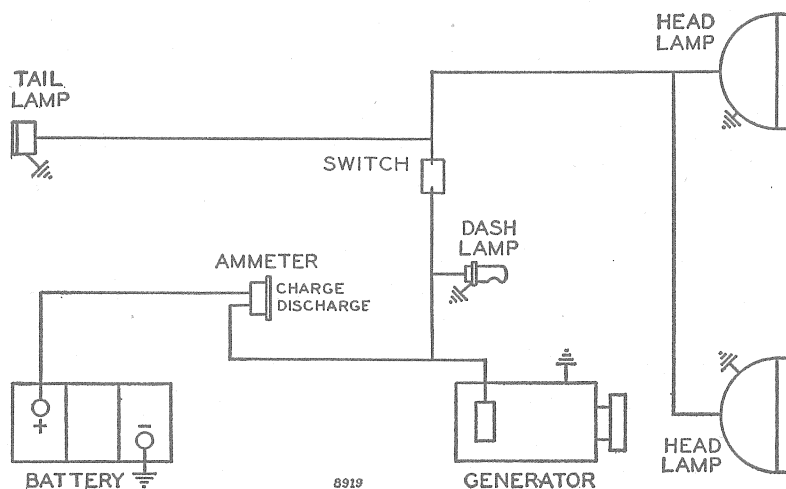 HEAD
LAMP
TAIL
LAMP
SWITCH
DASH
LAMP
AMMETER
CHARGE
DISCHARGE
+
-
BATTERY
8919
GENERATOR
HEAD
LAMP